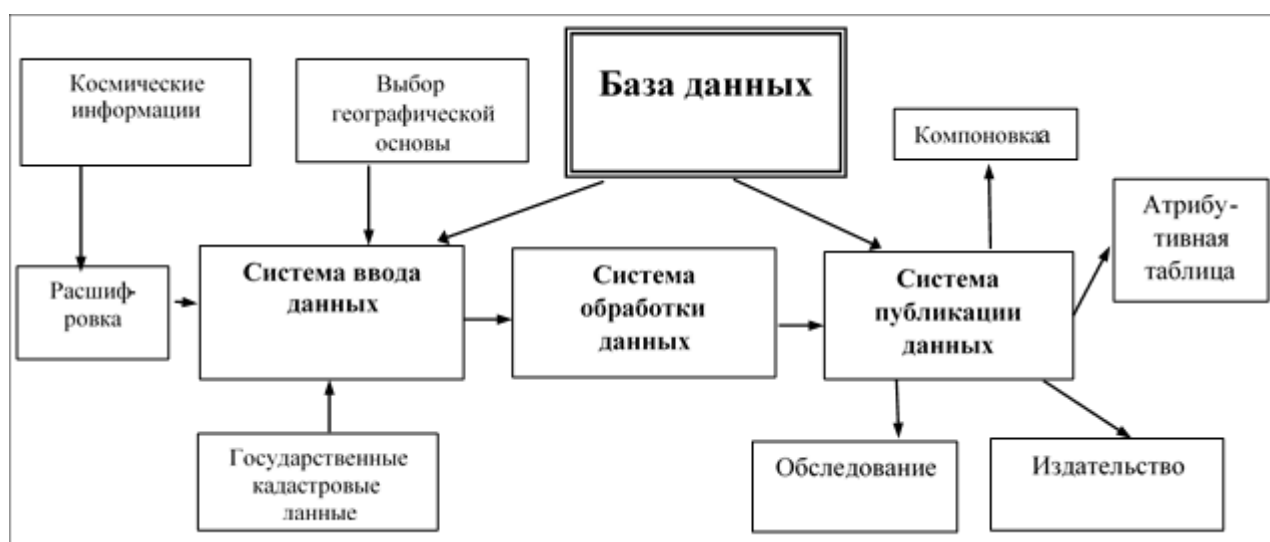 Космические
информации
Выбор
географической
основы
База данных
Компоновкаа
Атрибу-
тивная
таблица
Расшиф-
ровка
Система ввода
данных
Система
обработки
данных
Система
публикации
данных
Государственные
кадастровые
ланные
Обследование
Издательство